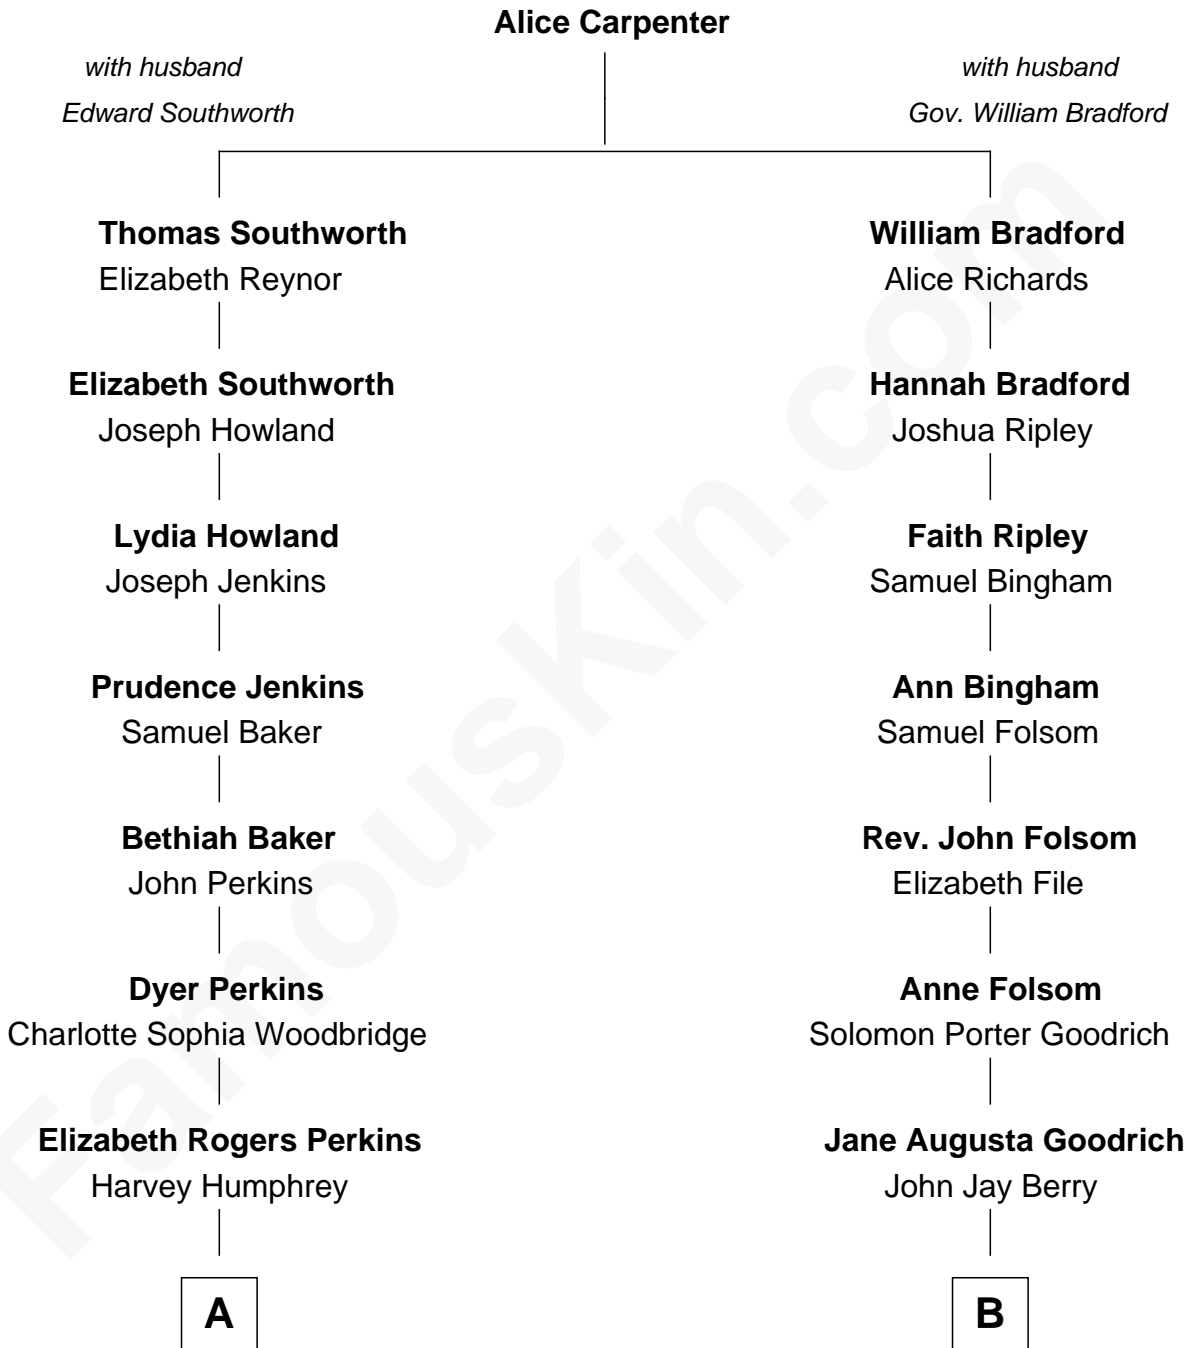 Alice Carpenter
with husband
Edward Southworth
with husband
Gov. William Bradford
Thomas Southworth
Elizabeth Reynor
William Bradford
Alice Richards
Elizabeth Southworth
Joseph Howland
Hannah Bradford
Joshua Ripley
Lydia Howland
Joseph Jenkins
Faith Ripley
Samuel Bingham
Prudence Jenkins
Samuel Baker
Ann Bingham
Samuel Folsom
Bethiah Baker
John Perkins
Rev. John Folsom
Elizabeth File
Dyer Perkins
Charlotte Sophia Woodbridge
Anne Folsom
Solomon Porter Goodrich
Elizabeth Rogers Perkins
Harvey Humphrey
Jane Augusta Goodrich
John Jay Berry
A
B
FamousKin.com